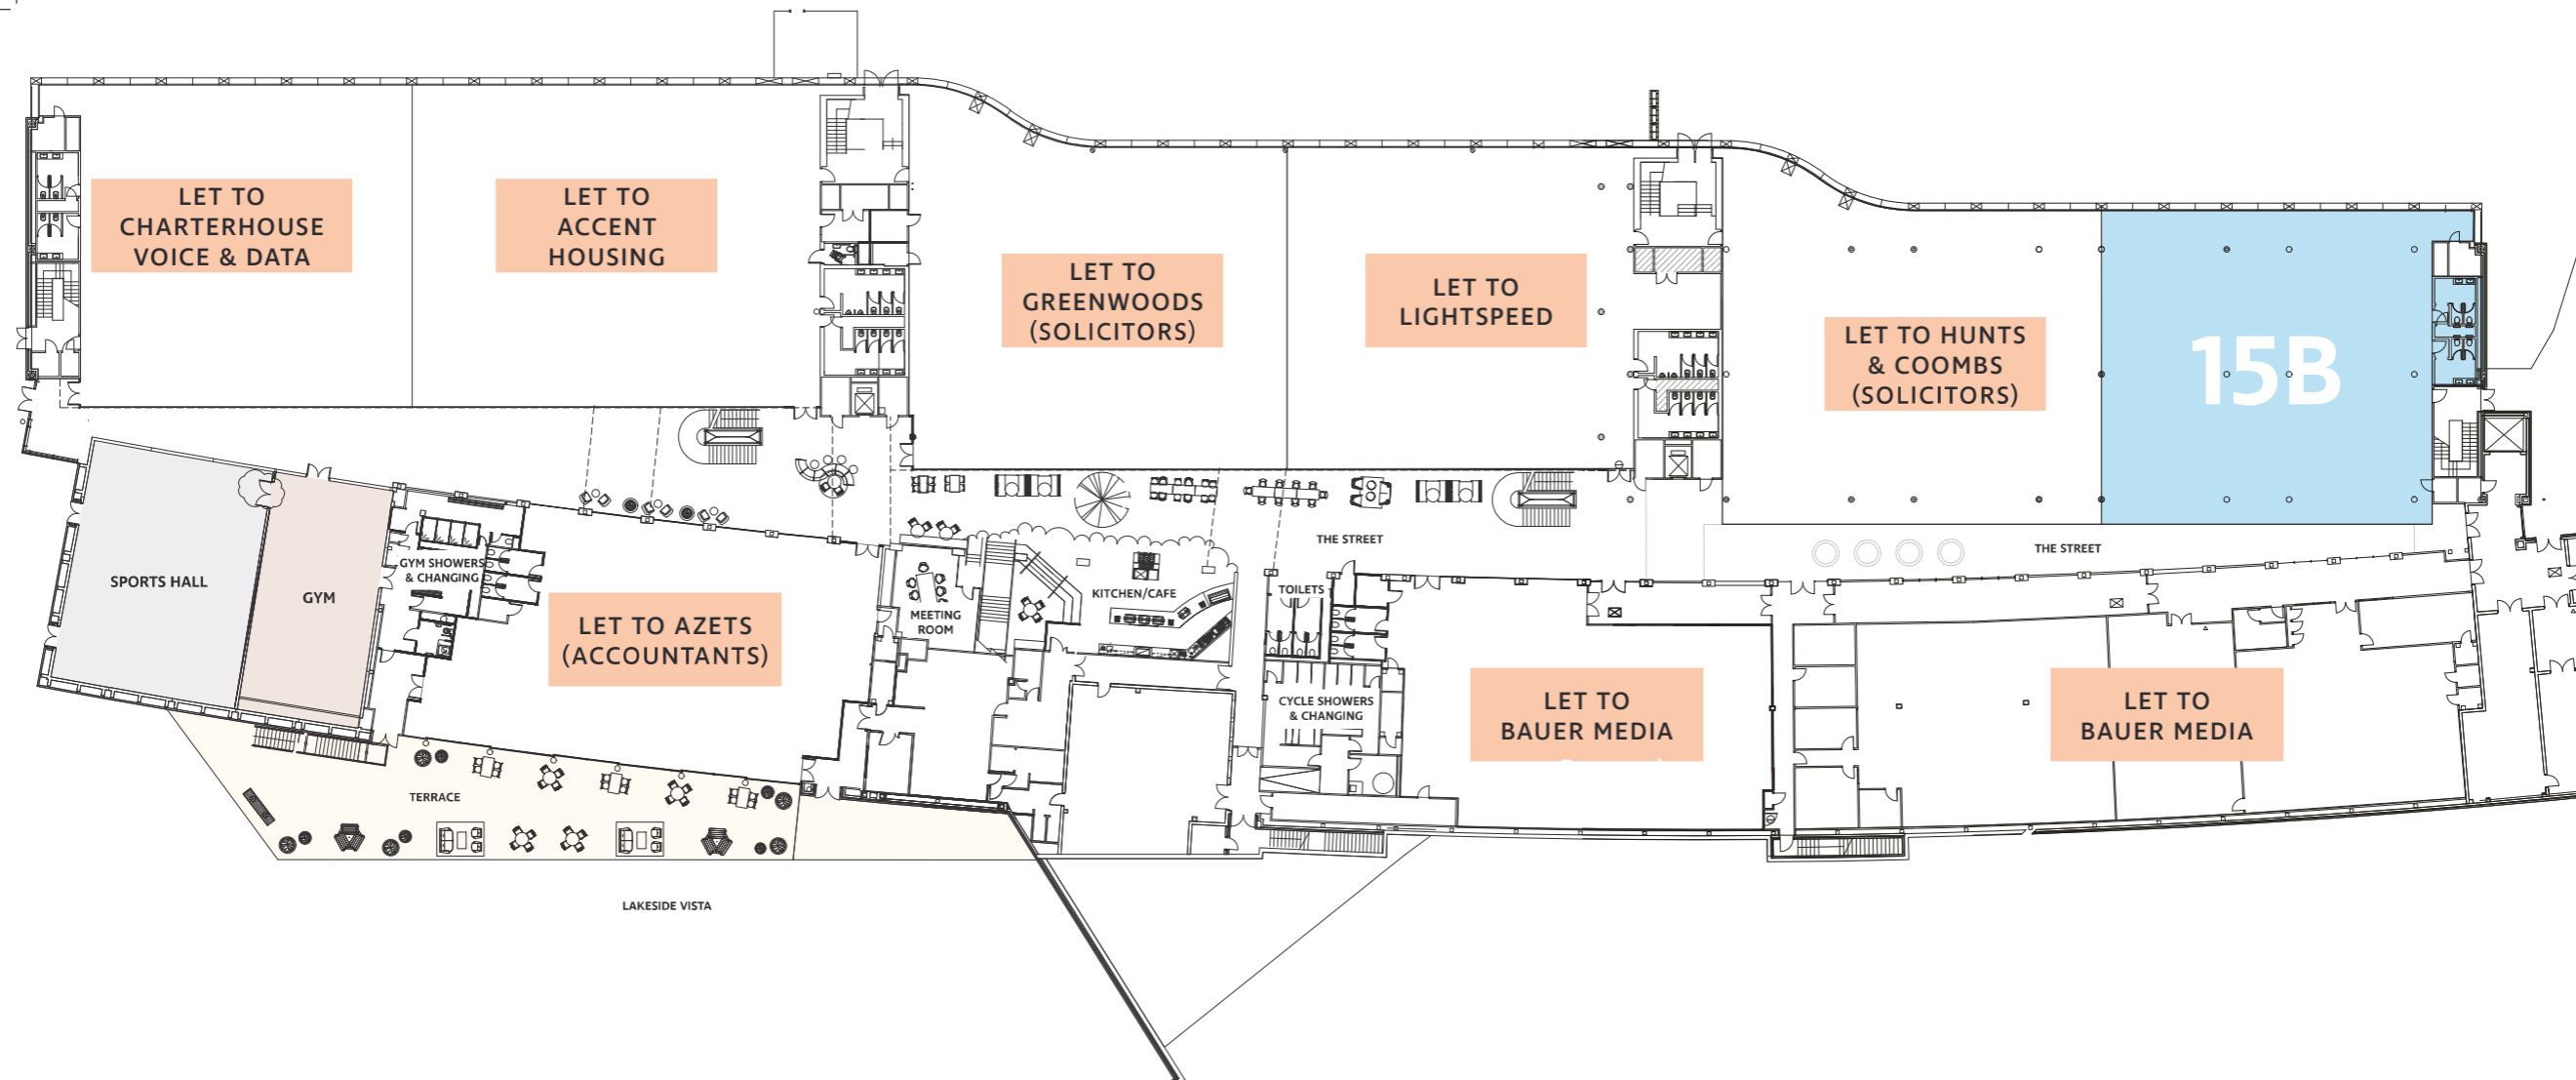 LET TO
CHARTERHOUSE
VOICE & DATA
LET TO
ACCENT
HOUSING
LET TO
GREENWOODS
(SOLICITORS)
LET TO
LIGHTSPEED
LET TO HUNTS
& COOMBS
(SOLICITORS)
15B
THE STREET
THE STREET
SPORTS HALL
GYM
GYM SHOWERS
& CHANGING
LET TO AZETS
(ACCOUNTANTS)
MEETING
ROOM
KITCHEN/CAFE
TOILETS
CYCLE SHOWERS
& CHANGING
LET TO
BAUER MEDIA
LET TO
BAUER MEDIA
TERRACE
LAKESIDE VISTA